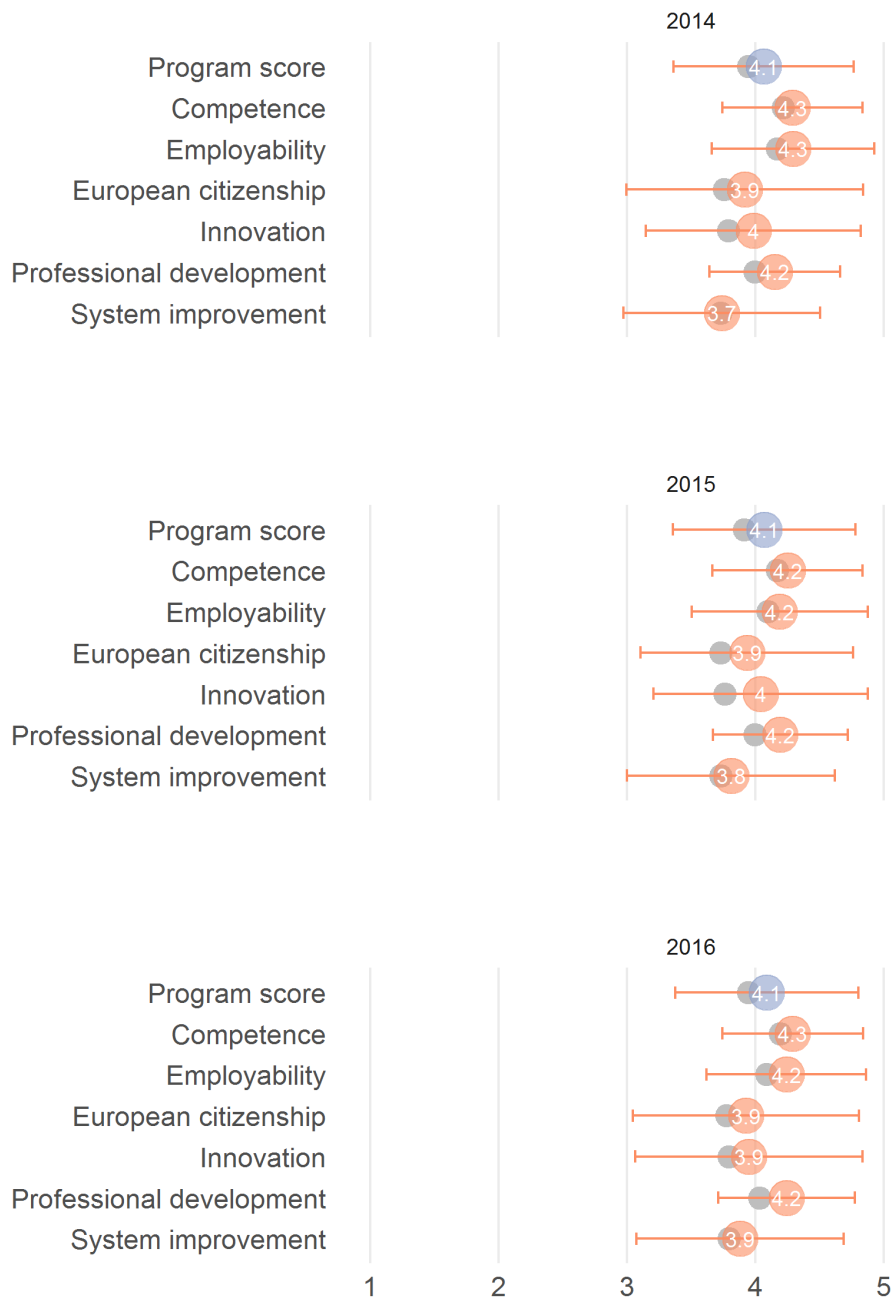 2014
Program score 4.1
Competence 4.3
Employability 4.3
European citizenship 3.9
Innovation 4
Professional development 4.2
System improvement 3.7
2015
Program score 4.1
Competence 4.2
Employability 4.2
European citizenship 3.9
Innovation 4
Professional development 4.2
System improvement 3.8
2016
Program score 4.1
Competence 4.3
Employability 4.2
European citizenship 3.9
Innovation 3.9
Professional development 4.2
System improvement 3.9
1 2 3 4 5